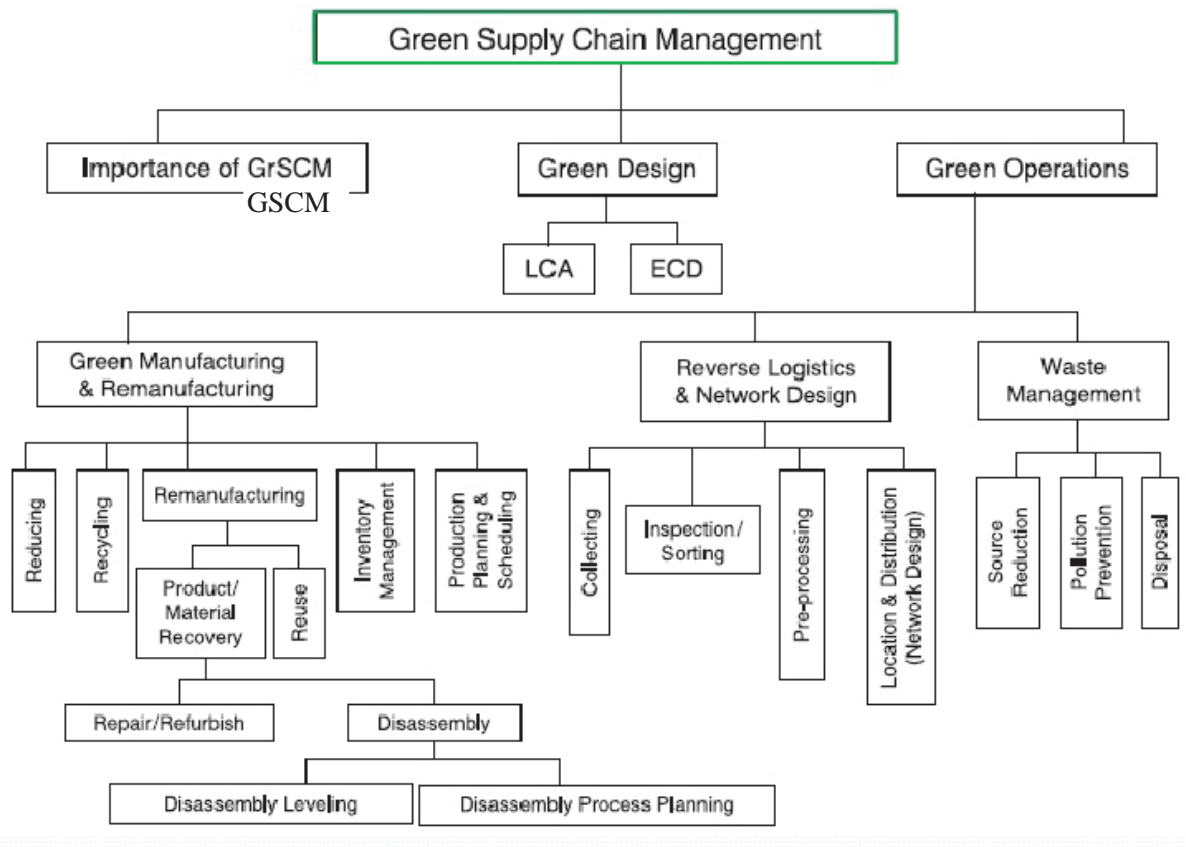 Green Supply Chain Management
Importance of GrSCM
GSCM
Green Design
Green Operations
LCA
ECD
Green Manufacturing
& Remanufacturing
Reverse Logistics
& Network Design
Waste
Management
Reducing
Recycling
Remanufacturing
Inventory
Management
Production
Planning &
Scheduling
Collecting
Inspection/
Sorting
Pre-processing
Location & Distribution
(Network Design)
Source
Reduction
Pollution
Prevention
Disposal
Product/
Material
Recovery
Reuse
Repair/Refurbish
Disassembly
Disassembly Leveling
Disassembly Process Planning